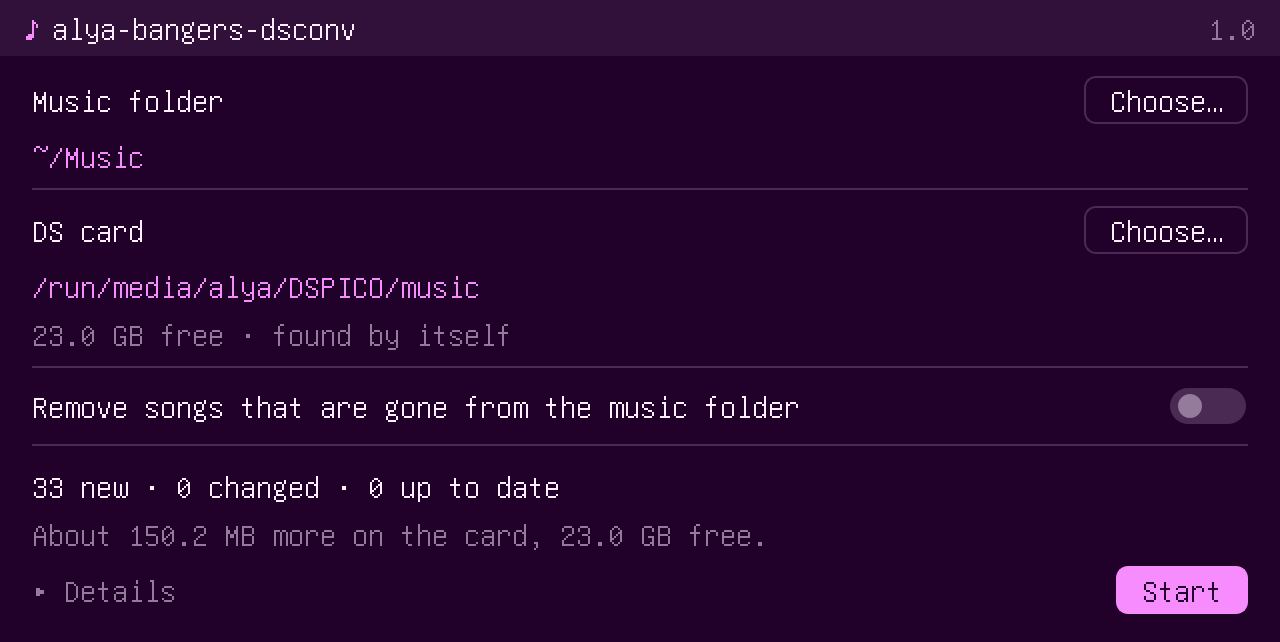 ♪ alya-bangers-dsconv 1.0
Music folder Choose…
~/Music
DS card Choose…
/run/media/alya/DSPICO/music
23.0 GB free · found by itself
Remove songs that are gone from the music folder
33 new · 0 changed · 0 up to date
About 150.2 MB more on the card, 23.0 GB free.
▸ Details Start